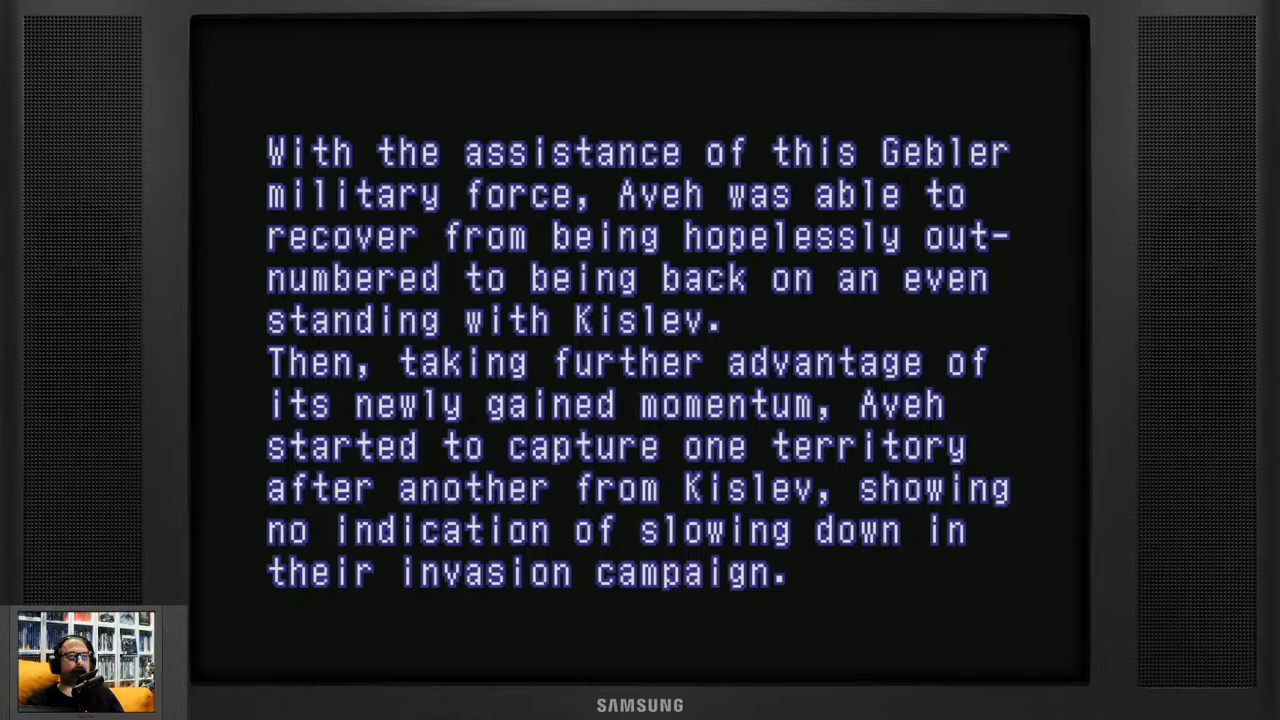 With the assistance of this Gebler
military force, Aveh was able to
recover from being hopelessly out-
numbered to being back on an even
standing with Kislev.
Then, taking further advantage of
its newly gained momentum, Aveh
started to capture one territory
after another from Kislev, showing
no indication of slowing down in
their invasion campaign.
SAMSUNG